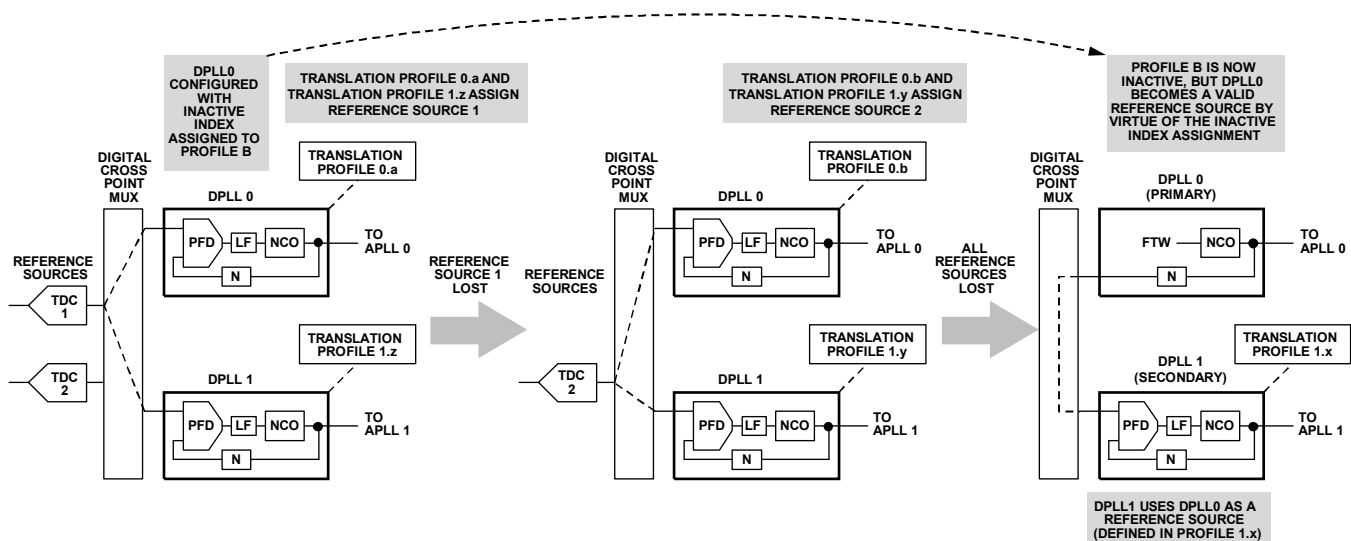 DPLL0
CONFIGURED
WITH
INACTIVE
INDEX
ASSIGNED TO
PROFILE B
TRANSLATION PROFILE 0.a AND
TRANSLATION PROFILE 1.z ASSIGN
REFERENCE SOURCE 1
DIGITAL
CROSS
POINT
MUX
TRANSLATION
PROFILE 0.a
DPLL 0
PFD
LF
NCO
N
TO
APLL 0
REFERENCE
SOURCES
TDC
1
TDC
2
TRANSLATION
PROFILE 1.z
DPLL 1
PFD
LF
NCO
N
TO
APLL 1
REFERENCE
SOURCE 1
LOST
TRANSLATION PROFILE 0.b AND
TRANSLATION PROFILE 1.y ASSIGN
REFERENCE SOURCE 2
DIGITAL
CROSS
POINT
MUX
TRANSLATION
PROFILE 0.b
DPLL 0
PFD
LF
NCO
N
TO
APLL 0
REFERENCE
SOURCES
TDC
2
TRANSLATION
PROFILE 1.y
DPLL 1
PFD
LF
NCO
N
TO
APLL 1
ALL
REFERENCE
SOURCES
LOST
PROFILE B IS NOW
INACTIVE, BUT DPLL0
BECOMES A VALID
REFERENCE SOURCE BY
VIRTUE OF THE INACTIVE
INDEX ASSIGNMENT
DIGITAL
CROSS
POINT
MUX
DPLL 0
(PRIMARY)
FTW
NCO
N
TO
APLL 0
TRANSLATION
PROFILE 1.x
DPLL 1
(SECONDARY)
PFD
LF
NCO
N
TO
APLL 1
DPLL1 USES DPLL0 AS A
REFERENCE SOURCE
(DEFINED IN PROFILE 1.x)